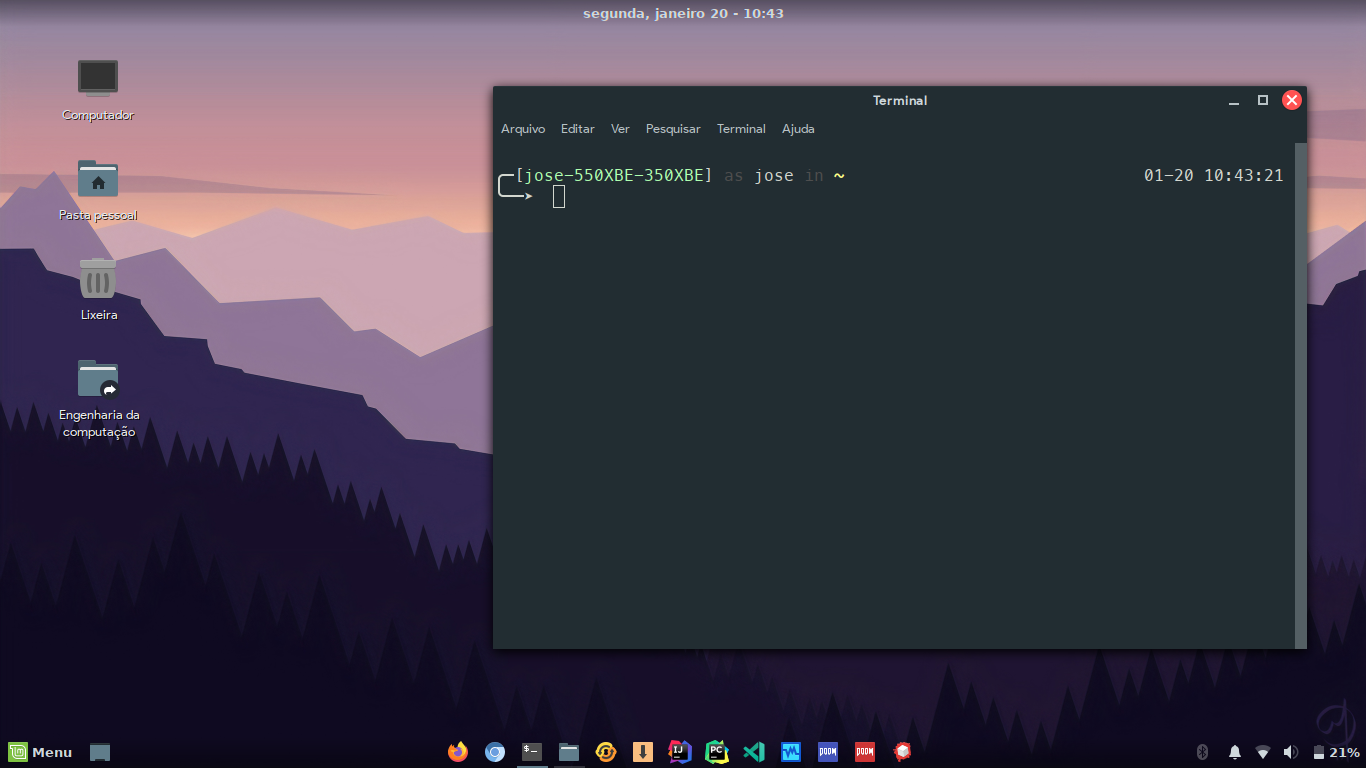 segunda, janeiro 20 - 10:43
Computador
Pasta pessoal
Lixeira
Engenharia da
computação
Terminal
Arquivo Editar Ver Pesquisar Terminal Ajuda
[jose-550XBE-350XBE] as jose in ~ 01-20 10:43:21
Menu
$-
IJ
PC
DOOM
DOOM
21%